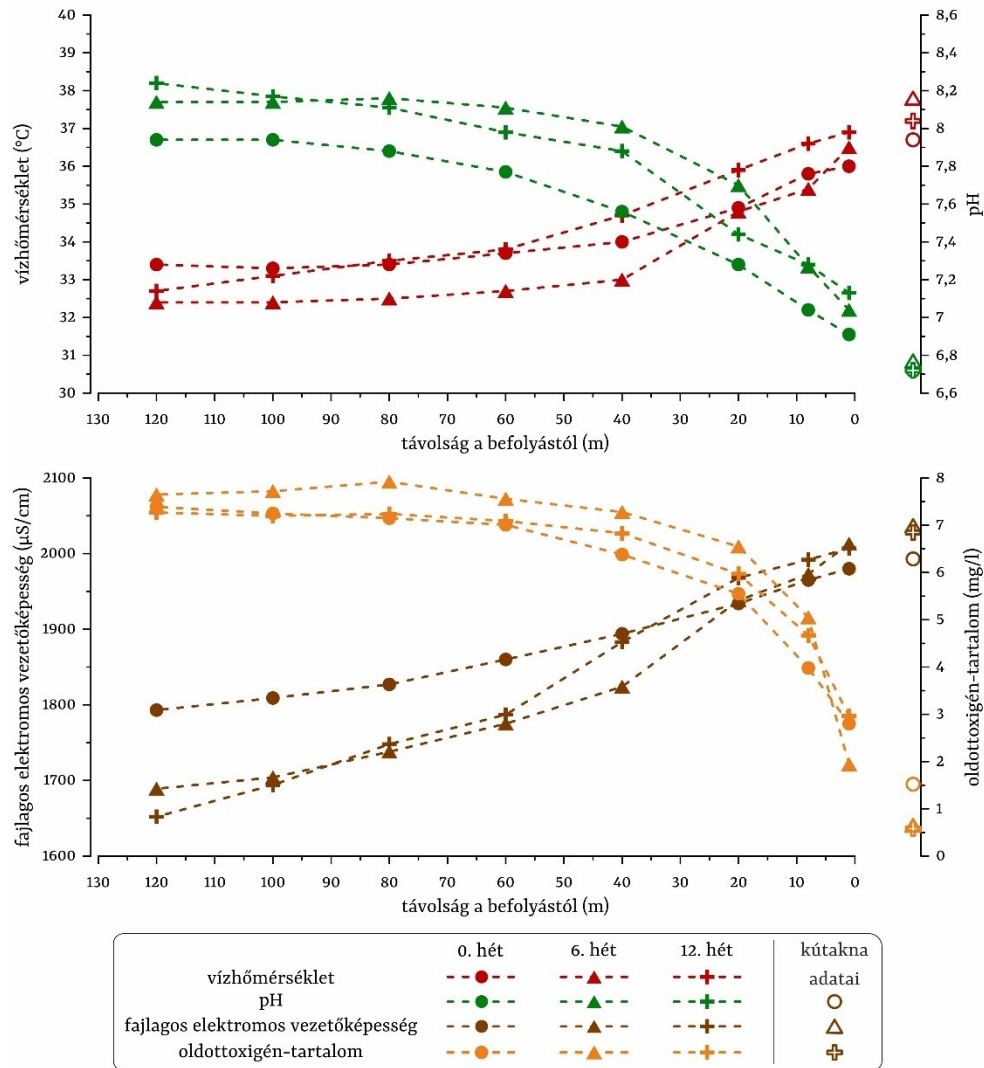 40 8,6
39 8,4
38 8,2
37 8
36 7,8
35 7,6
34 7,4
33 7,2
32 7
31 6,8
30 6,6
vízhőmérséklet (°C)
pH
130 120 110 100 90 80 70 60 50 40 30 20 10 0
távolság a befolyástól (m)
2100 8
7
2000
6
1900 5
4
1800
3
1700 2
1
1600 0
fajlagos elektromos vezetőképesség (µS/cm)
oldottoxigén-tartalom (mg/l)
130 120 110 100 90 80 70 60 50 40 30 20 10 0
távolság a befolyástól (m)
0. hét 6. hét 12. hét kútakna
vízhőmérséklet adatai
pH
fajlagos elektromos vezetőképesség
oldottoxigén-tartalom